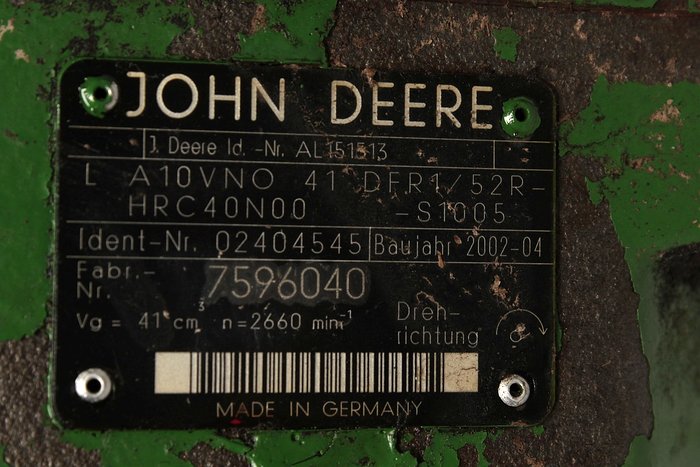 JOHN DEERE
J. Deere Id. -Nr. AL151513
L A10VNO 41 DFR1/52R-
HRC40N00 -S1005
Ident-Nr. 02404545 Baujahr 2002-04
Fabr.-
Nr. 7596040
Vg = 41 cm³ n=2660 min⁻¹
Dreh-
richtung
MADE IN GERMANY